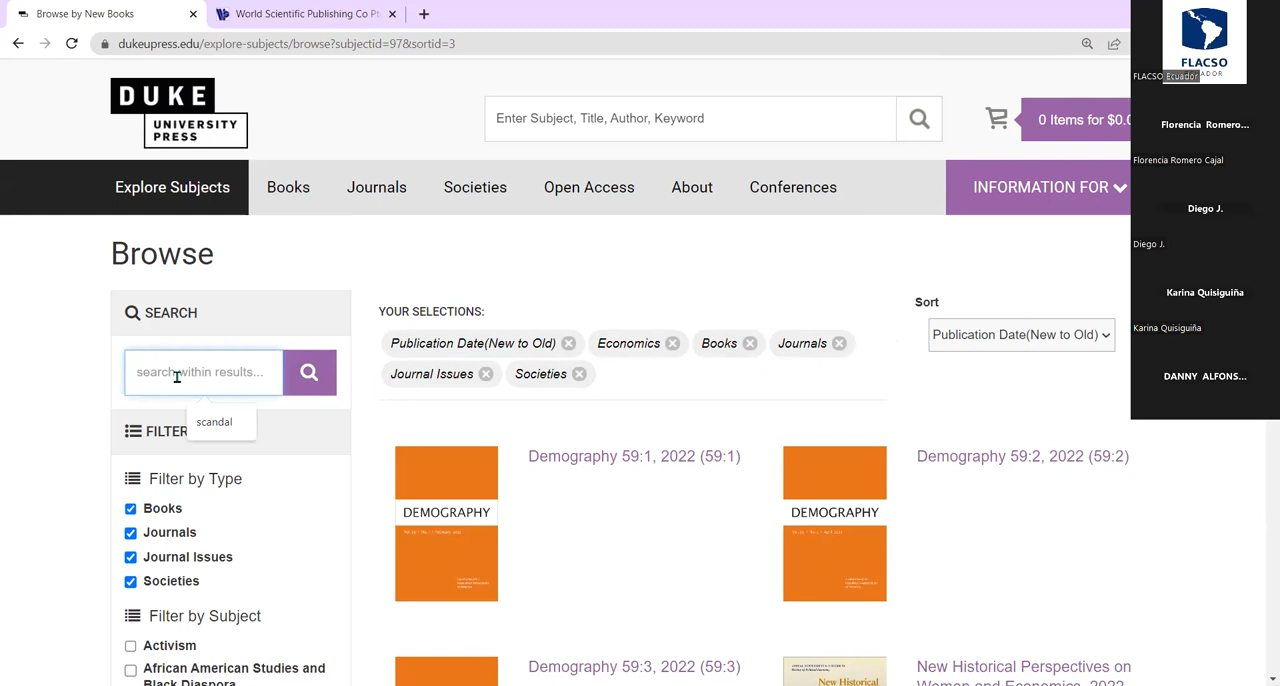 Browse by New Books
World Scientific Publishing Co Pt
dukeupress.edu/explore-subjects/browse?subjectid=97&sortid=3
DUKE
UNIVERSITY
PRESS
Enter Subject, Title, Author, Keyword
0 Items for $0.0
Explore Subjects
Books
Journals
Societies
Open Access
About
Conferences
INFORMATION FOR
Browse
SEARCH
search within results...
scandal
FILTER
Filter by Type
Books
Journals
Journal Issues
Societies
Filter by Subject
Activism
African American Studies and
Black Diaspora
YOUR SELECTIONS:
Publication Date(New to Old)
Economics
Books
Journals
Journal Issues
Societies
Sort
Publication Date(New to Old)
DEMOGRAPHY
Demography 59:1, 2022 (59:1)
DEMOGRAPHY
Demography 59:2, 2022 (59:2)
Demography 59:3, 2022 (59:3)
New Historical
New Historical Perspectives on
Women and Economics, 2022
FLACSO
ADOR
FLACSO Ecuador
Florencia Romero...
Florencia Romero Cajal
Diego J.
Diego J.
Karina Quisiguiña
Karina Quisiguiña
DANNY ALFONS...